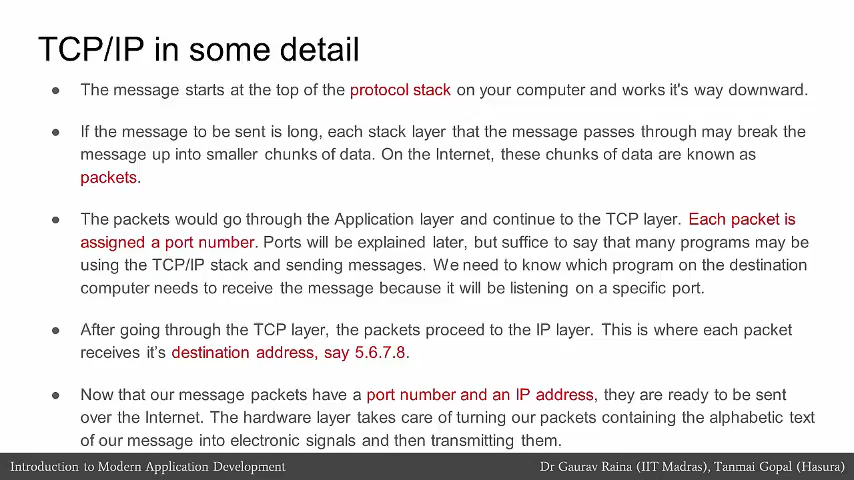 TCP/IP in some detail
● The message starts at the top of the protocol stack on your computer and works it's way downward.
● If the message to be sent is long, each stack layer that the message passes through may break the
message up into smaller chunks of data. On the Internet, these chunks of data are known as
packets.
● The packets would go through the Application layer and continue to the TCP layer. Each packet is
assigned a port number. Ports will be explained later, but suffice to say that many programs may be
using the TCP/IP stack and sending messages. We need to know which program on the destination
computer needs to receive the message because it will be listening on a specific port.
● After going through the TCP layer, the packets proceed to the IP layer. This is where each packet
receives it’s destination address, say 5.6.7.8.
● Now that our message packets have a port number and an IP address, they are ready to be sent
over the Internet. The hardware layer takes care of turning our packets containing the alphabetic text
of our message into electronic signals and then transmitting them.
Introduction to Modern Application Development
Dr Gaurav Raina (IIT Madras), Tanmai Gopal (Hasura)